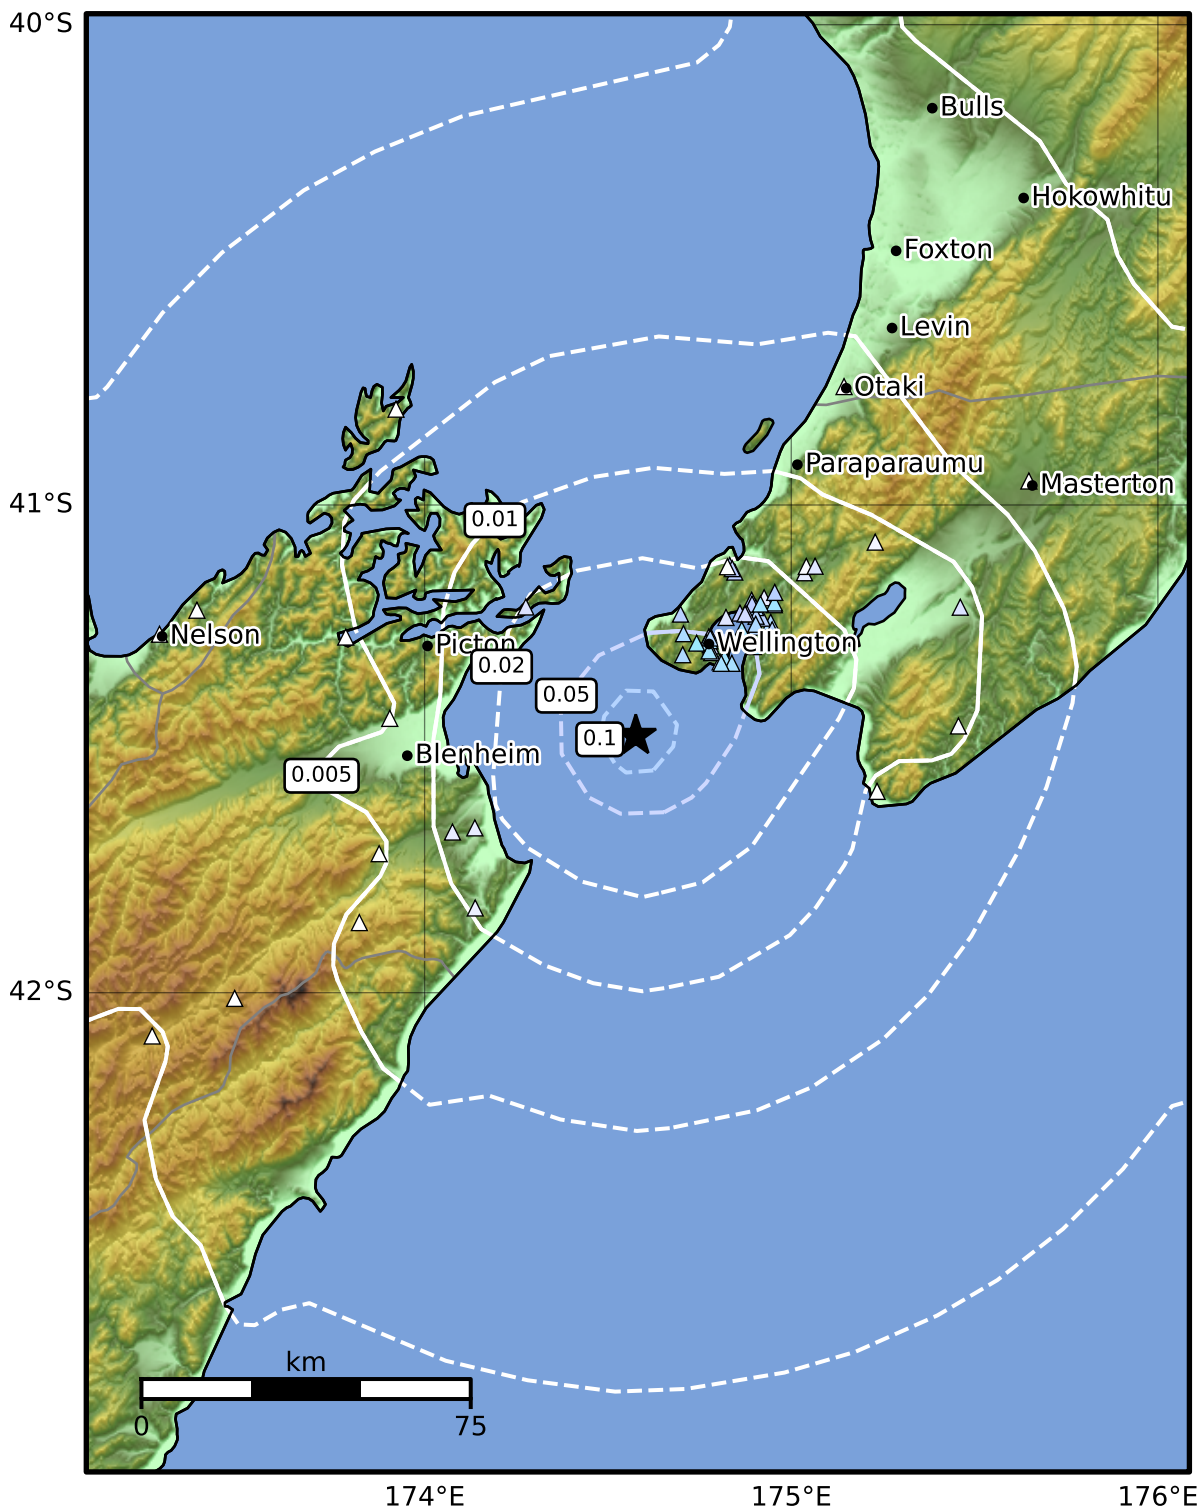 40°S
Bulls
Hokowhitu
Foxton
Levin
Otaki
Paraparaumu
Masterton
41°S
0.01
Nelson
Picton
Wellington
0.02
0.05
0.1
Blenheim
0.005
42°S
km
0 75
174°E 175°E 176°E